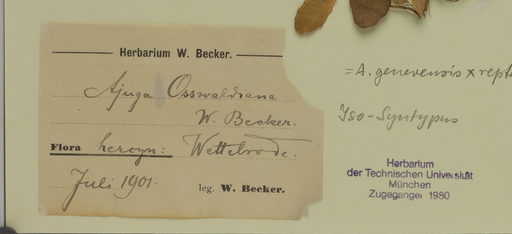 Herbarium W. Becker.
Ajuga Osswaldiana
W. Becker.
Flora hercyn: Wettelrode.
Juli 1901. leg. W. Becker.
= A. genevensis x
Iso-Syntypus
Herbarium
der Technischen Universität
München
Zugegangen 1980